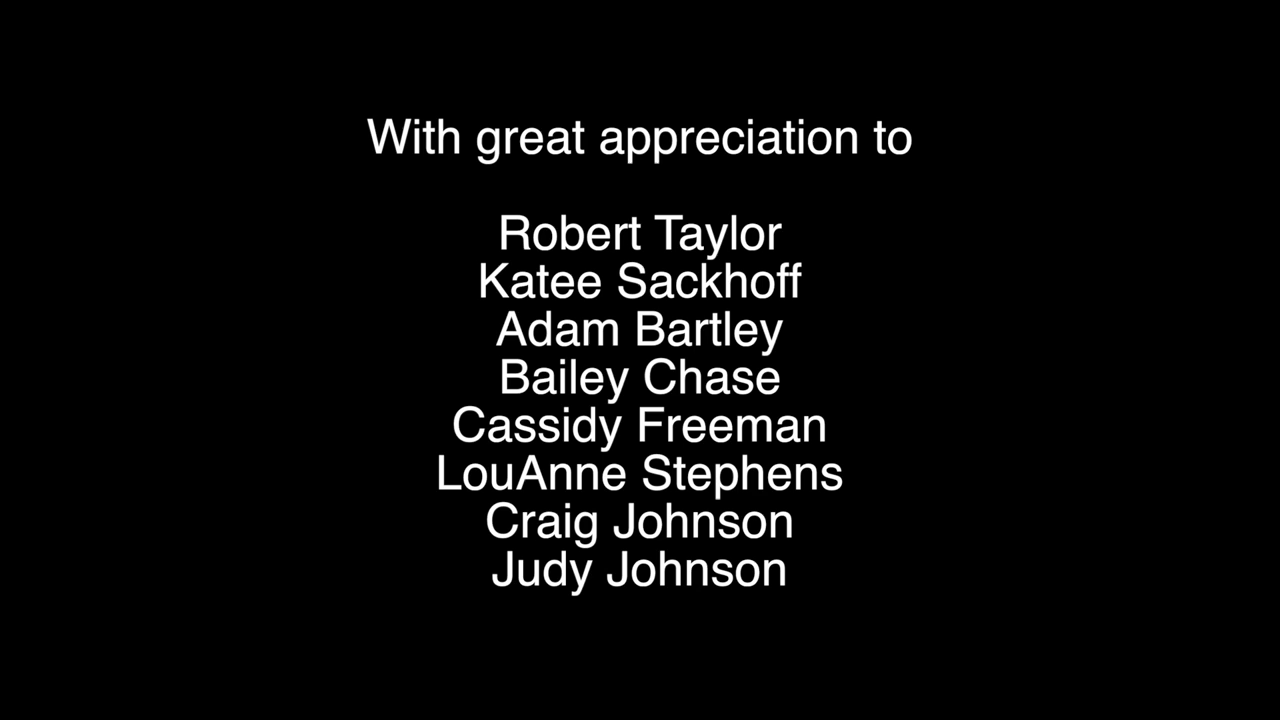 With great appreciation to
Robert Taylor
Katee Sackhoff
Adam Bartley
Bailey Chase
Cassidy Freeman
LouAnne Stephens
Craig Johnson
Judy Johnson